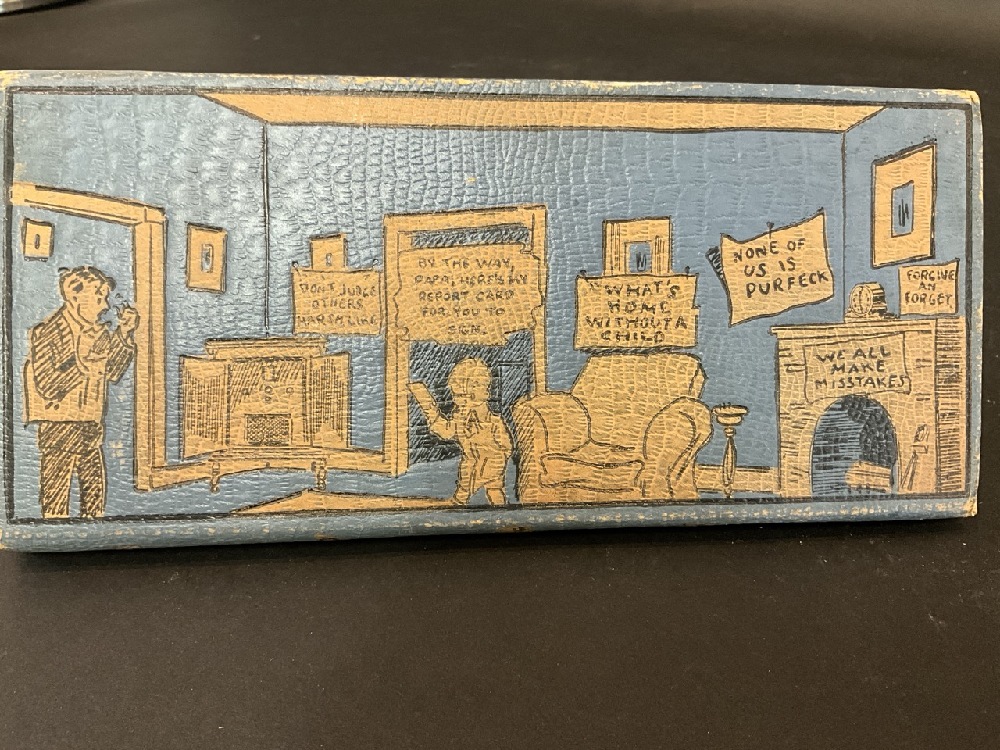 DON'T JUDGE
OTHERS
HARSHLIE
BY THE WAY,
PAPA, HERE'S MY
REPORT CARD
FOR YOU TO
SIGN.
WHAT'S
HOME
WITHOUT A
CHILD
NONE OF
US IS
PURFECK
WE ALL
MAKE
MISSTAKES
FORGIVE
AN
FORGET